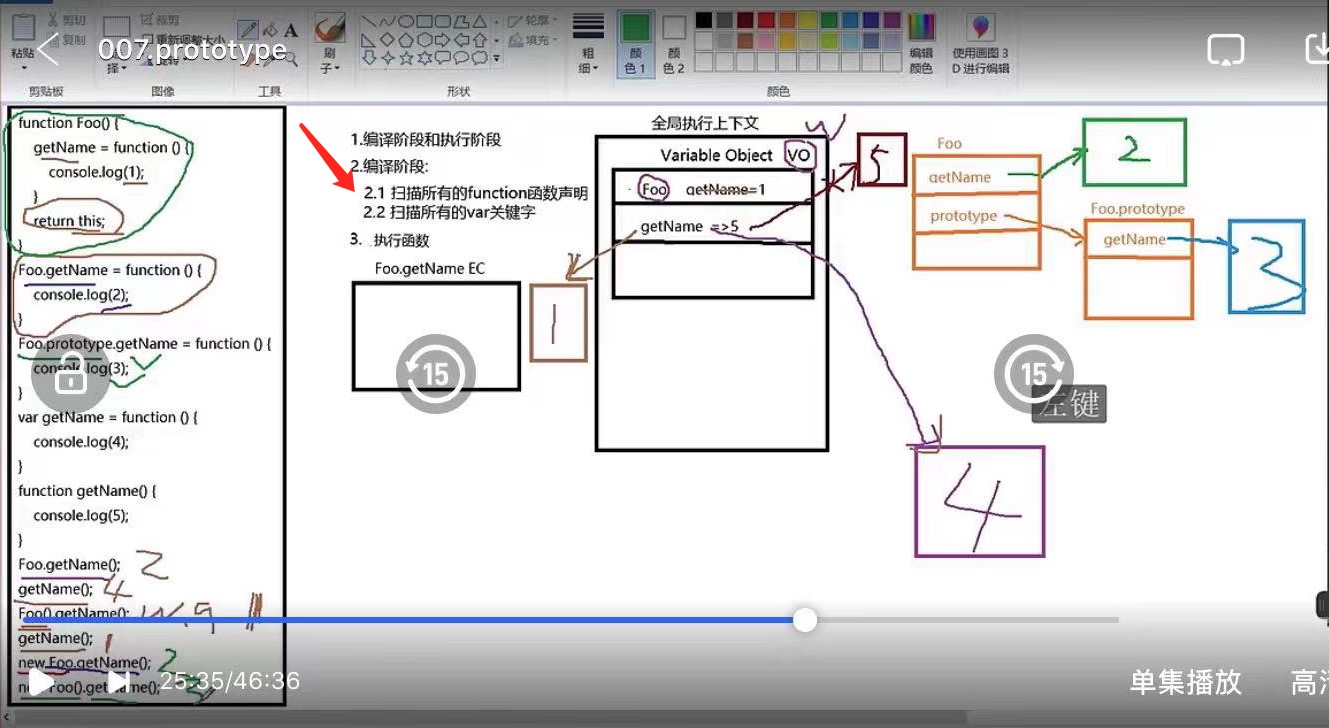 粘贴
剪切
复制
裁剪
重新调整大小
007.prototype
旋转
择
A
刷子
轮廓
填充
粗细
颜色 1
颜色 2
编辑颜色
使用画图 3D 进行编辑
剪贴板
图像
工具
形状
颜色
function Foo() {
getName = function () {
console.log(1);
}
return this;
}
Foo.getName = function () {
console.log(2);
}
Foo.prototype.getName = function () {
console.log(3);
}
var getName = function () {
console.log(4);
}
function getName() {
console.log(5);
}
Foo.getName(); 2
getName(); 4
Foo().getName();
getName(); 1
new Foo.getName(); 2
3
1.编译阶段和执行阶段
2.编译阶段:
2.1 扫描所有的function函数声明
2.2 扫描所有的var关键字
3. 执行函数
Foo.getName EC
15
1
全局执行上下文
W
Variable Object VO
Foo getName=1
getName =>5
5
Foo
getName
prototype
2
Foo.prototype
getName
3
15
左键
4
25:35/46:36
单集播放
高